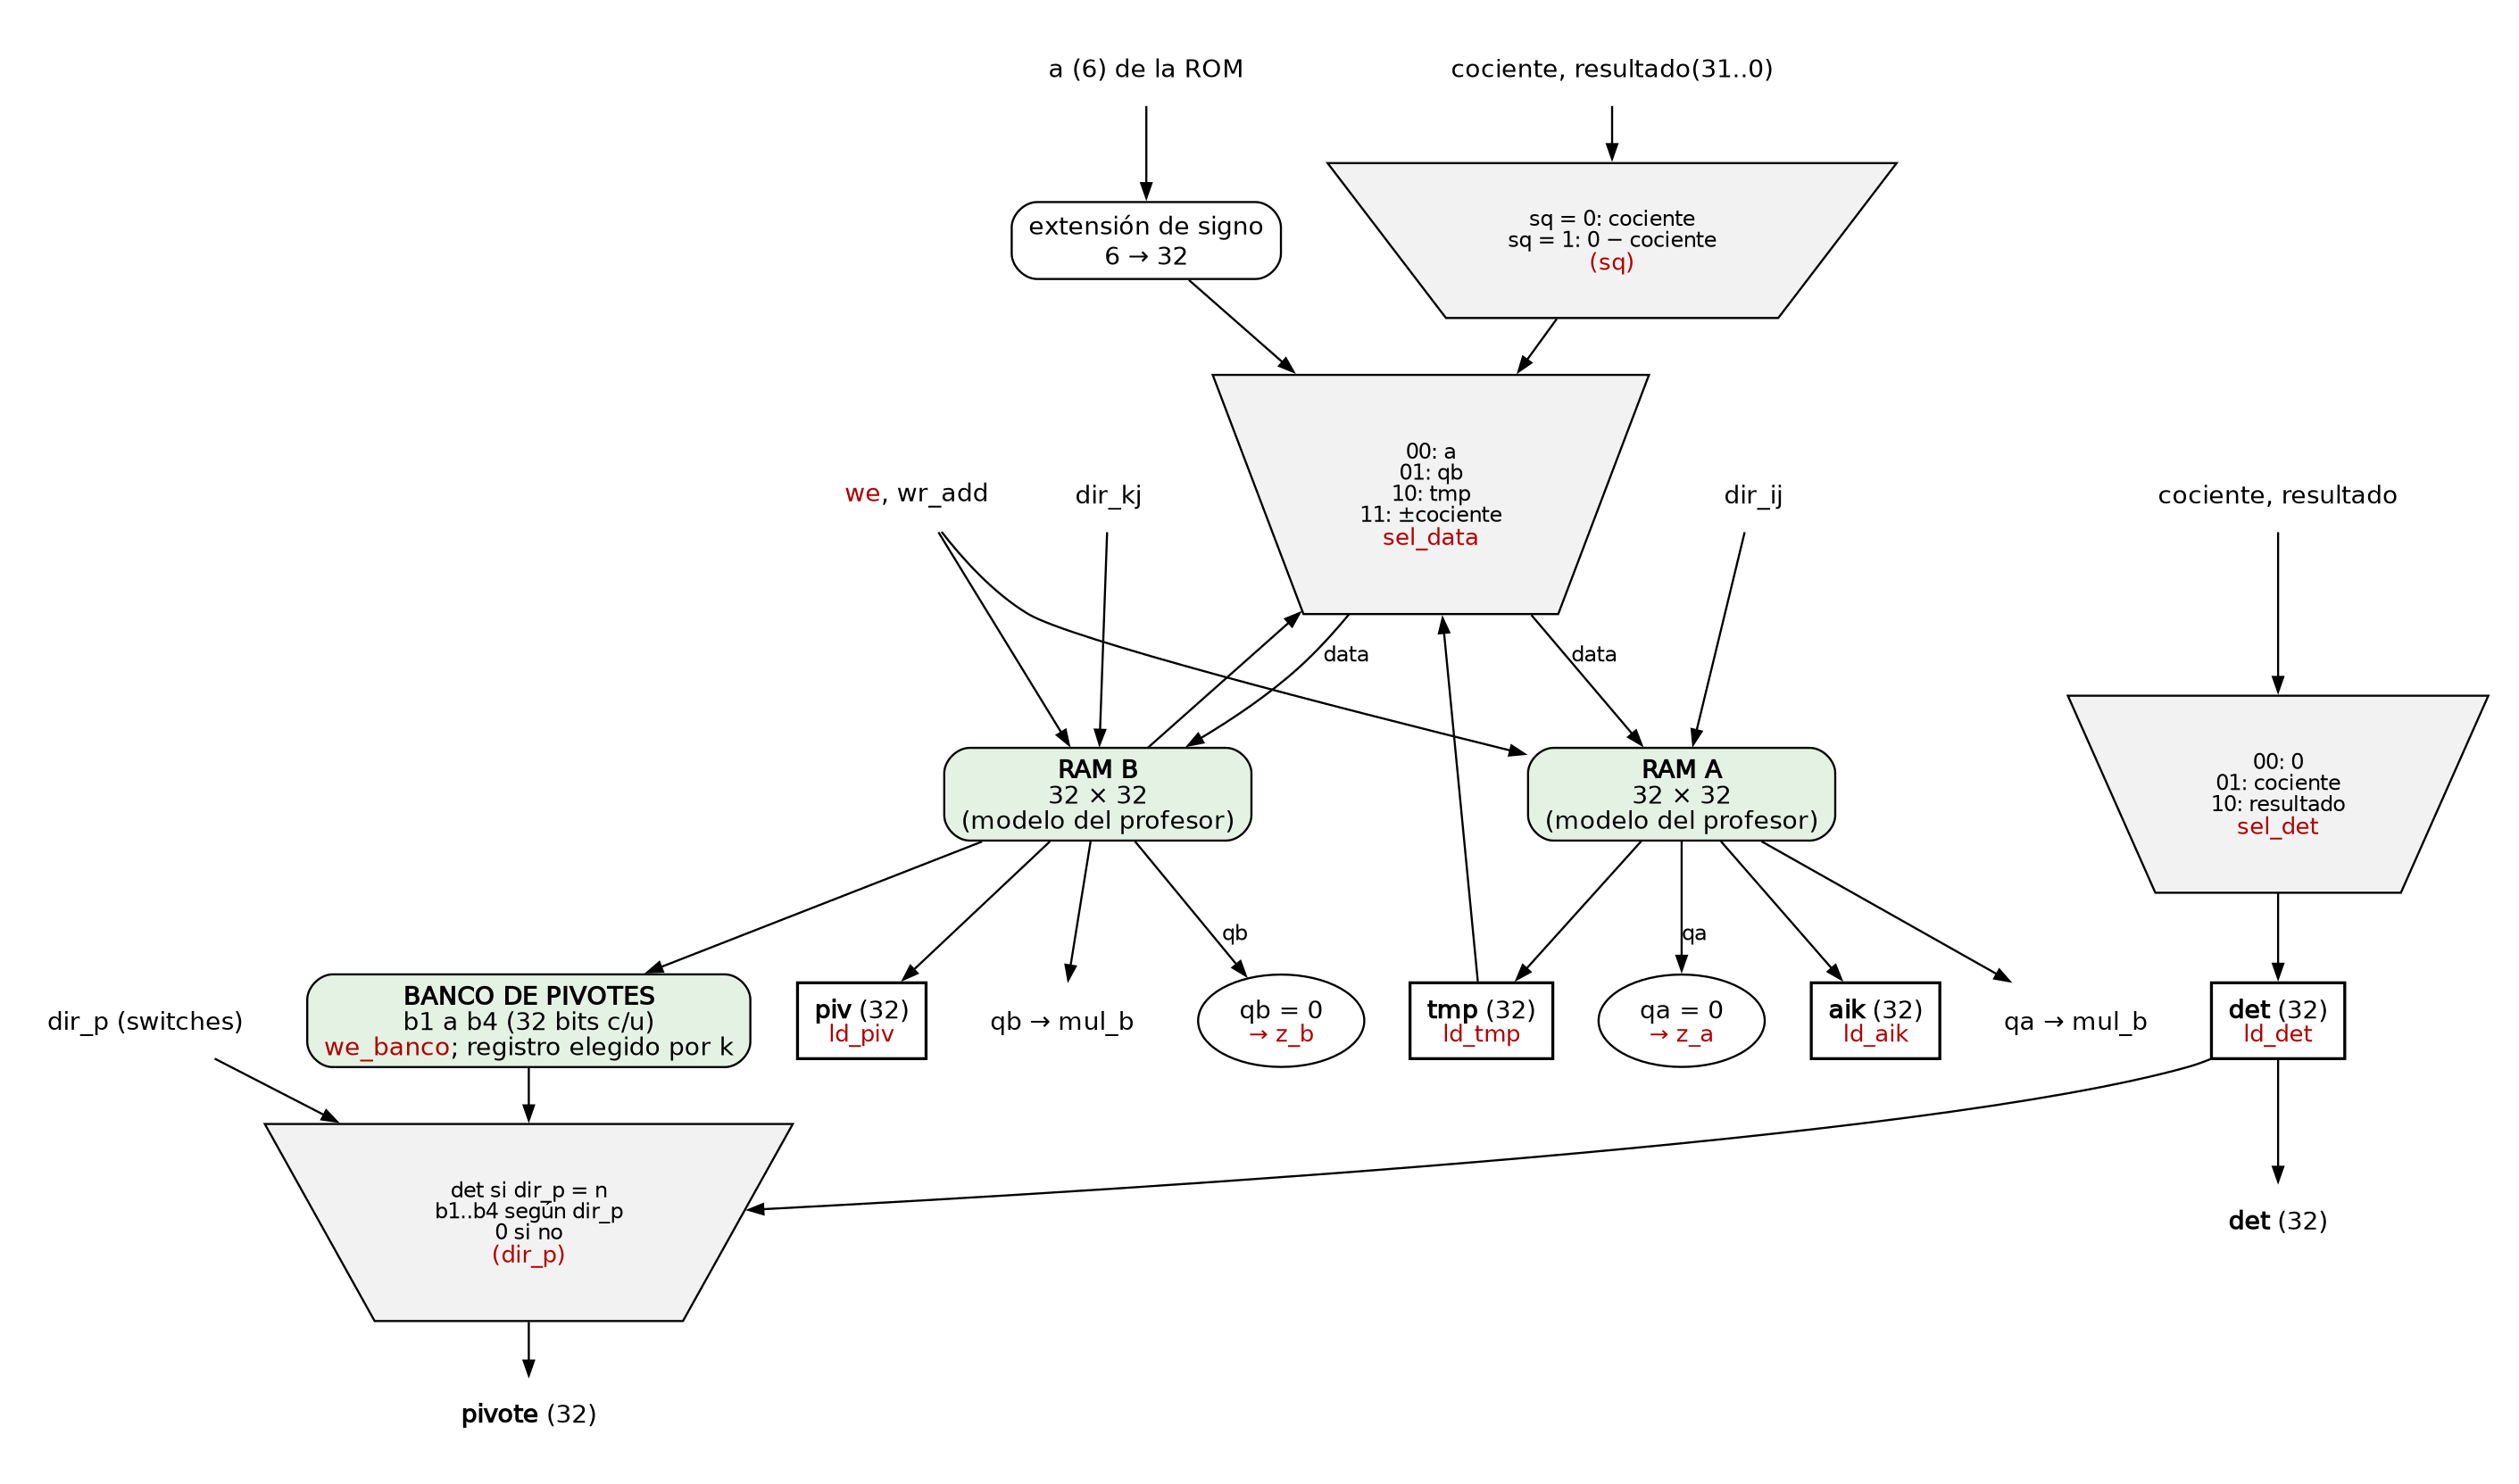 a (6) de la ROM
cociente, resultado(31..0)
extensión de signo
6 → 32
sq = 0: cociente
sq = 1: 0 − cociente
(sq)
00: a
01: qb
10: tmp
11: ±cociente
sel_data
we, wr_add
dir_kj
dir_ij
cociente, resultado
data
data
RAM B
32 × 32
(modelo del profesor)
RAM A
32 × 32
(modelo del profesor)
00: 0
01: cociente
10: resultado
sel_det
qb
qa
dir_p (switches)
BANCO DE PIVOTES
b1 a b4 (32 bits c/u)
we_banco; registro elegido por k
piv (32)
ld_piv
qb → mul_b
qb = 0
→ z_b
tmp (32)
ld_tmp
qa = 0
→ z_a
aik (32)
ld_aik
qa → mul_b
det (32)
ld_det
det si dir_p = n
b1..b4 según dir_p
0 si no
(dir_p)
det (32)
pivote (32)